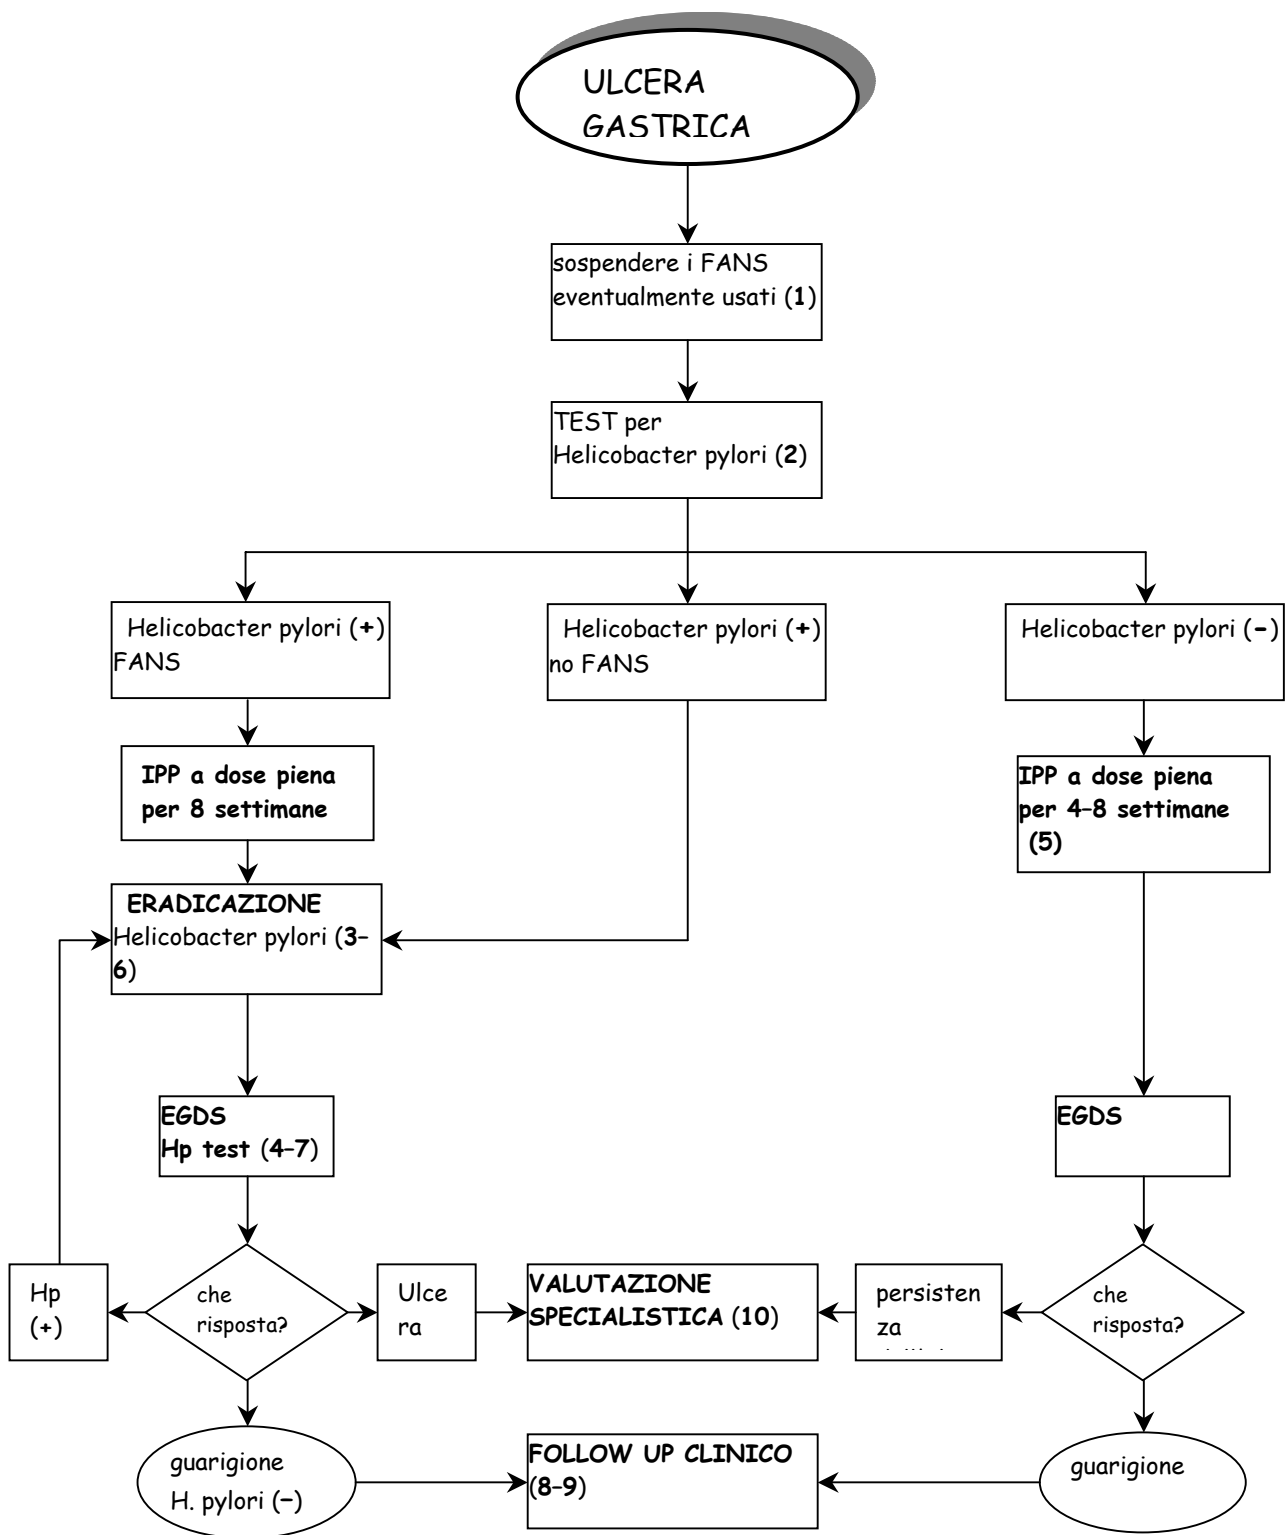 ULCERA
GASTRICA
sospendere i FANS
eventualmente usati (1)
TEST per
Helicobacter pylori (2)
Helicobacter pylori (+)
FANS
Helicobacter pylori (+)
no FANS
Helicobacter pylori (-)
IPP a dose piena
per 8 settimane
IPP a dose piena
per 4-8 settimane
(5)
ERADICAZIONE
Helicobacter pylori (3-
6)
EGDS
Hp test (4-7)
EGDS
Hp
(+)
che
risposta?
Ulce
ra
VALUTAZIONE
SPECIALISTICA (10)
persisten
za
che
risposta?
guarigione
H. pylori (-)
FOLLOW UP CLINICO
(8-9)
guarigione